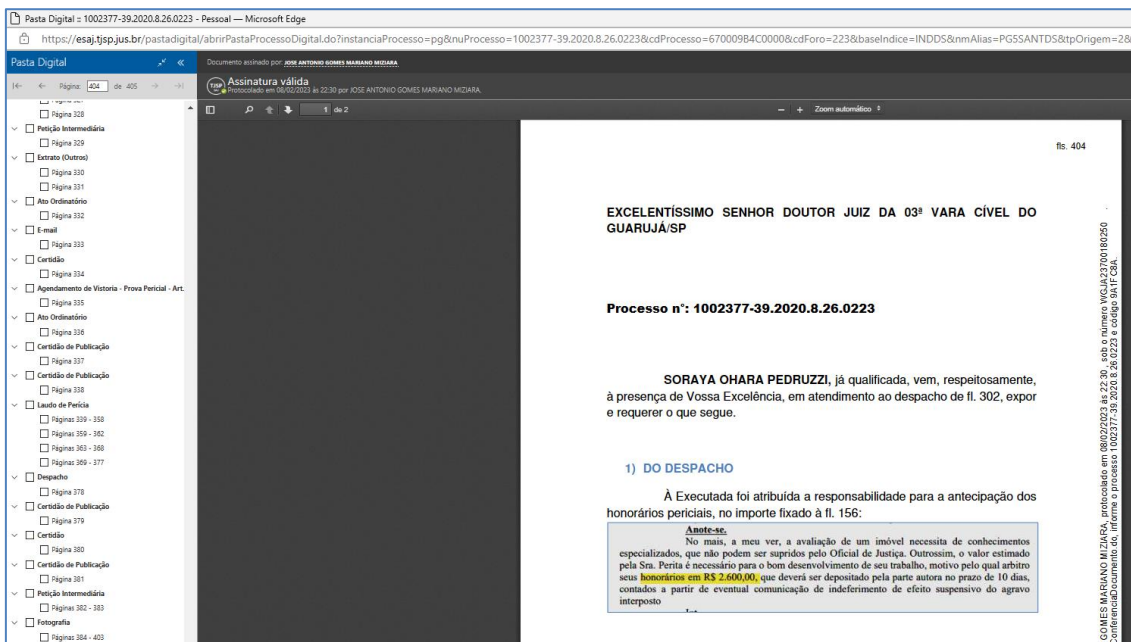 Pasta Digital :: 1002377-39.2020.8.26.0223 - Pessoal — Microsoft Edge
https://esaj.tjsp.jus.br/pastadigital/abrirPastaProcessoDigital.do?instanciaProcesso=pg&nuProcesso=1002377-39.2020.8.26.0223&cdProcesso=670009B4C0000&cdForo=223&baseIndice=INDDS&nmAlias=PG5SANTDS&tpOrigem=2&
Pasta Digital
Documento assinado por: JOSE ANTONIO GOMES MARIANO MIZIARA
Página: 404 de 405
TJSP
Assinatura válida
Protocolado em 08/02/2023 às 22:30 por JOSE ANTONIO GOMES MARIANO MIZIARA.
1 de 2
Zoom automático
Página 328
Petição Intermediária
Página 329
Extrato (Outros)
Página 330
Página 331
Ato Ordinatório
Página 332
E-mail
Página 333
Certidão
Página 334
Agendamento de Vistoria - Prova Pericial - Art.
Página 335
Ato Ordinatório
Página 336
Certidão de Publicação
Página 337
Certidão de Publicação
Página 338
Laudo de Perícia
Páginas 339 - 358
Páginas 359 - 362
Páginas 363 - 368
Páginas 369 - 377
Despacho
Página 378
Certidão de Publicação
Página 379
Certidão
Página 380
Certidão de Publicação
Página 381
Petição Intermediária
Páginas 382 - 383
Fotografia
Páginas 384 - 403
fls. 404
EXCELENTÍSSIMO SENHOR DOUTOR JUIZ DA 03ª VARA CÍVEL DO
GUARUJÁ/SP
Processo n°: 1002377-39.2020.8.26.0223
SORAYA OHARA PEDRUZZI, já qualificada, vem, respeitosamente,
à presença de Vossa Excelência, em atendimento ao despacho de fl. 302, expor
e requerer o que segue.
1) DO DESPACHO
À Executada foi atribuída a responsabilidade para a antecipação dos
honorários periciais, no importe fixado à fl. 156:
Anote-se.
No mais, a meu ver, a avaliação de um imóvel necessita de conhecimentos
especializados, que não podem ser supridos pelo Oficial de Justiça. Outrossim, o valor estimado
pela Sra. Perita é necessário para o bom desenvolvimento de seu trabalho, motivo pelo qual arbitro
seus honorários em R$ 2.600,00, que deverá ser depositado pela parte autora no prazo de 10 dias,
contados a partir de eventual comunicação de indeferimento de efeito suspensivo do agravo
interposto
GOMES MARIANO MIZIARA, protocolado em 08/02/2023 às 22:30 , sob o número WGJA23700180250 .
ConferenciaDocumento.do, informe o processo 1002377-39.2020.8.26.0223 e código 9A1FC8A.